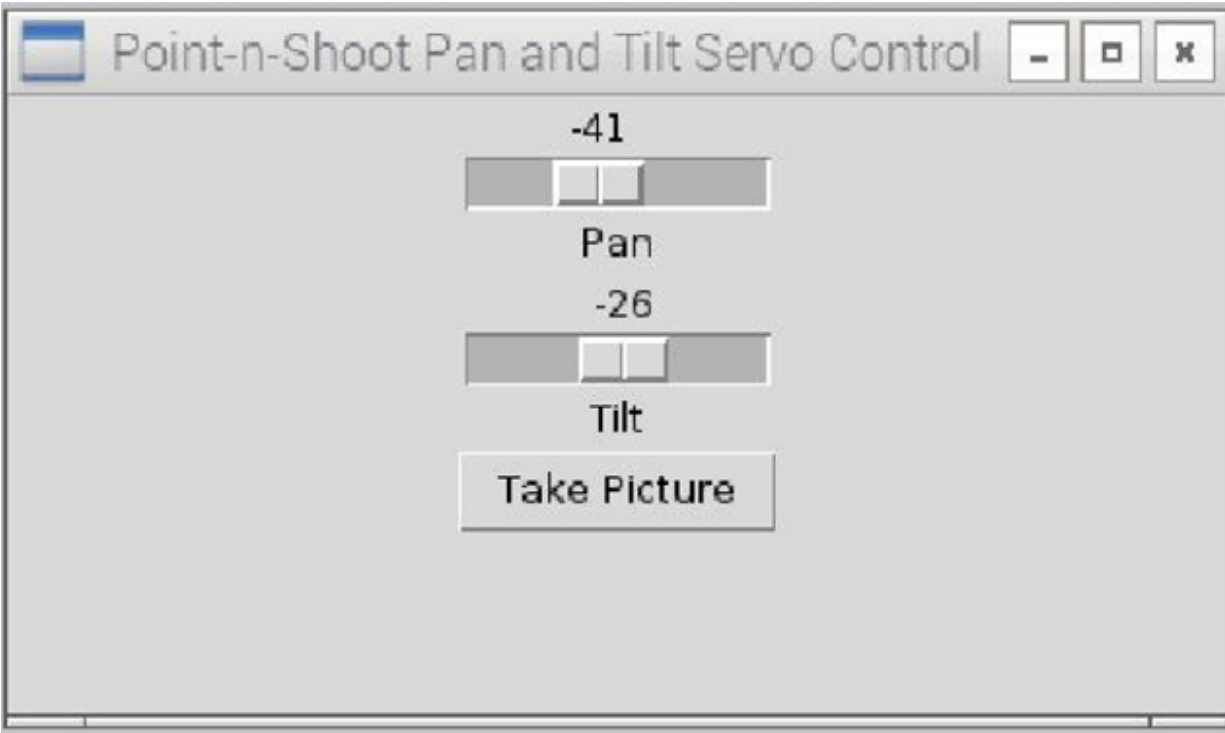 Point-n-Shoot Pan and Tilt Servo Control
-41
Pan
-26
Tilt
Take Picture